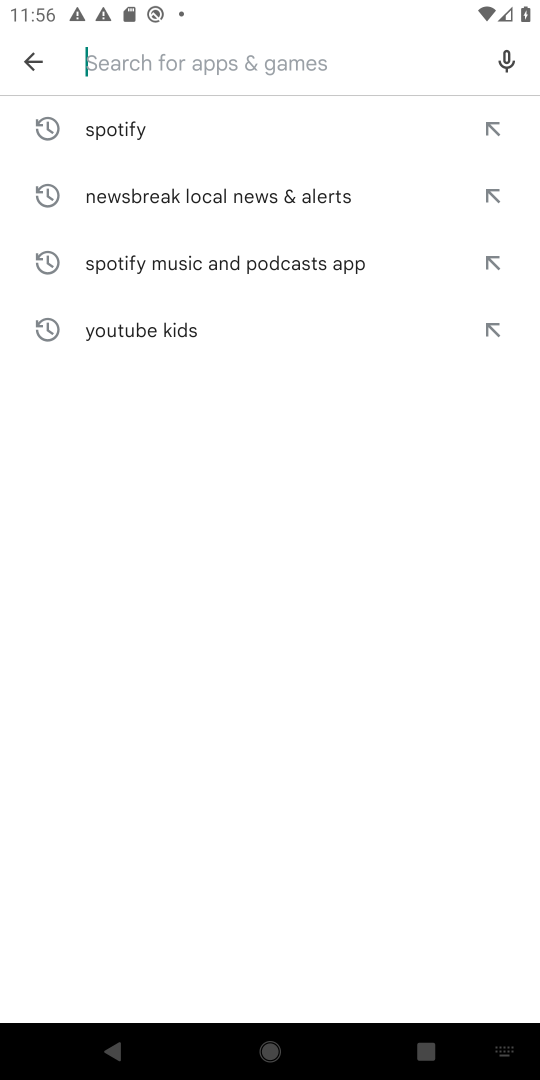 11:56
Search for apps & games
spotify
newsbreak local news & alerts
spotify music and podcasts app
youtube kids